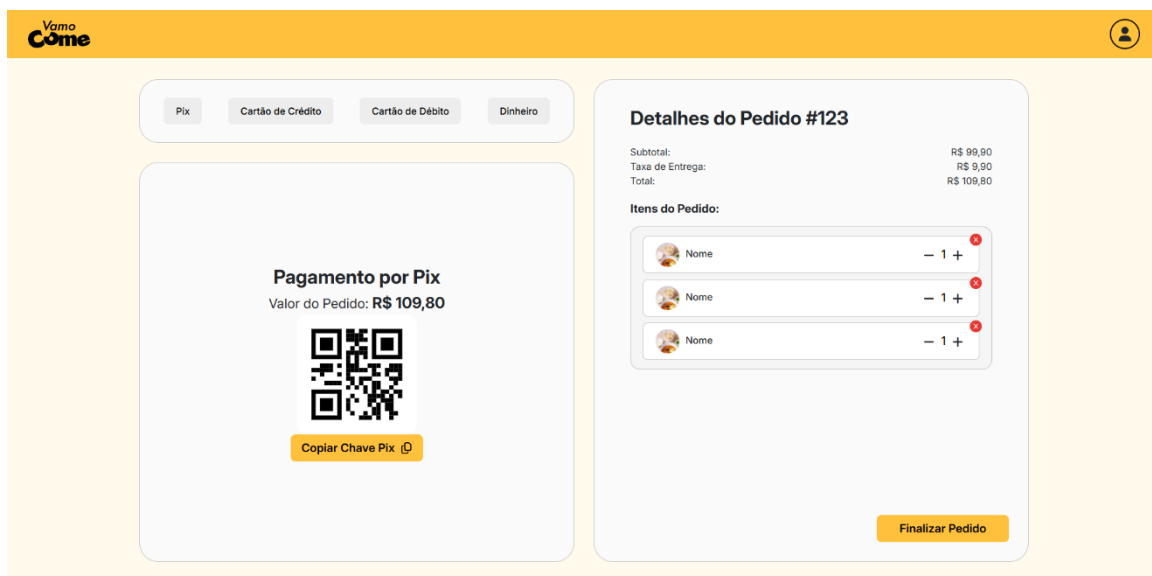 Vamo
Come
Pix
Cartão de Crédito
Cartão de Débito
Dinheiro
Pagamento por Pix
Valor do Pedido: R$ 109,80
Copiar Chave Pix
Detalhes do Pedido #123
Subtotal: R$ 99,90
Taxa de Entrega: R$ 9,90
Total: R$ 109,80
Itens do Pedido:
Nome − 1 + X
Nome − 1 + X
Nome − 1 + X
Finalizar Pedido